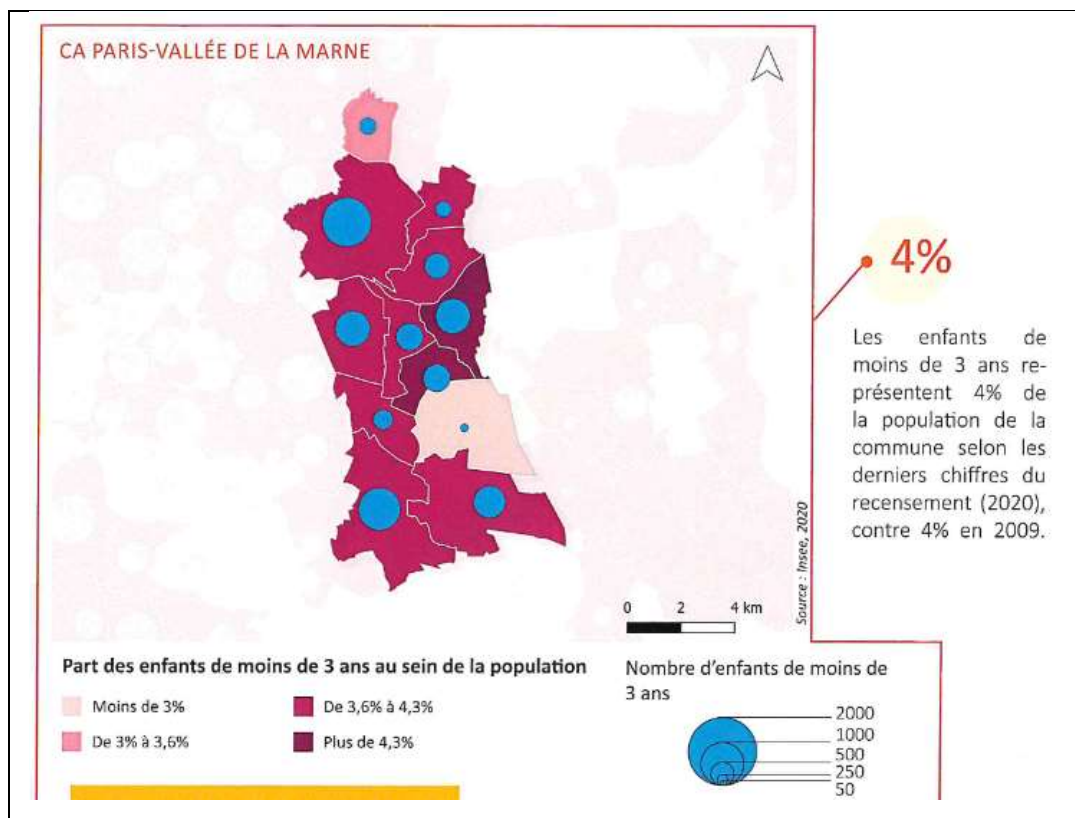 CA PARIS-VALLÉE DE LA MARNE
4%
Les enfants de
moins de 3 ans re-
présentent 4% de
la population de la
commune selon les
derniers chiffres du
recensement (2020),
contre 4% en 2009.
Source : Insee, 2020
0 2 4 km
Part des enfants de moins de 3 ans au sein de la population
Moins de 3%
De 3% à 3,6%
De 3,6% à 4,3%
Plus de 4,3%
Nombre d'enfants de moins de
3 ans
2000
1000
500
250
50